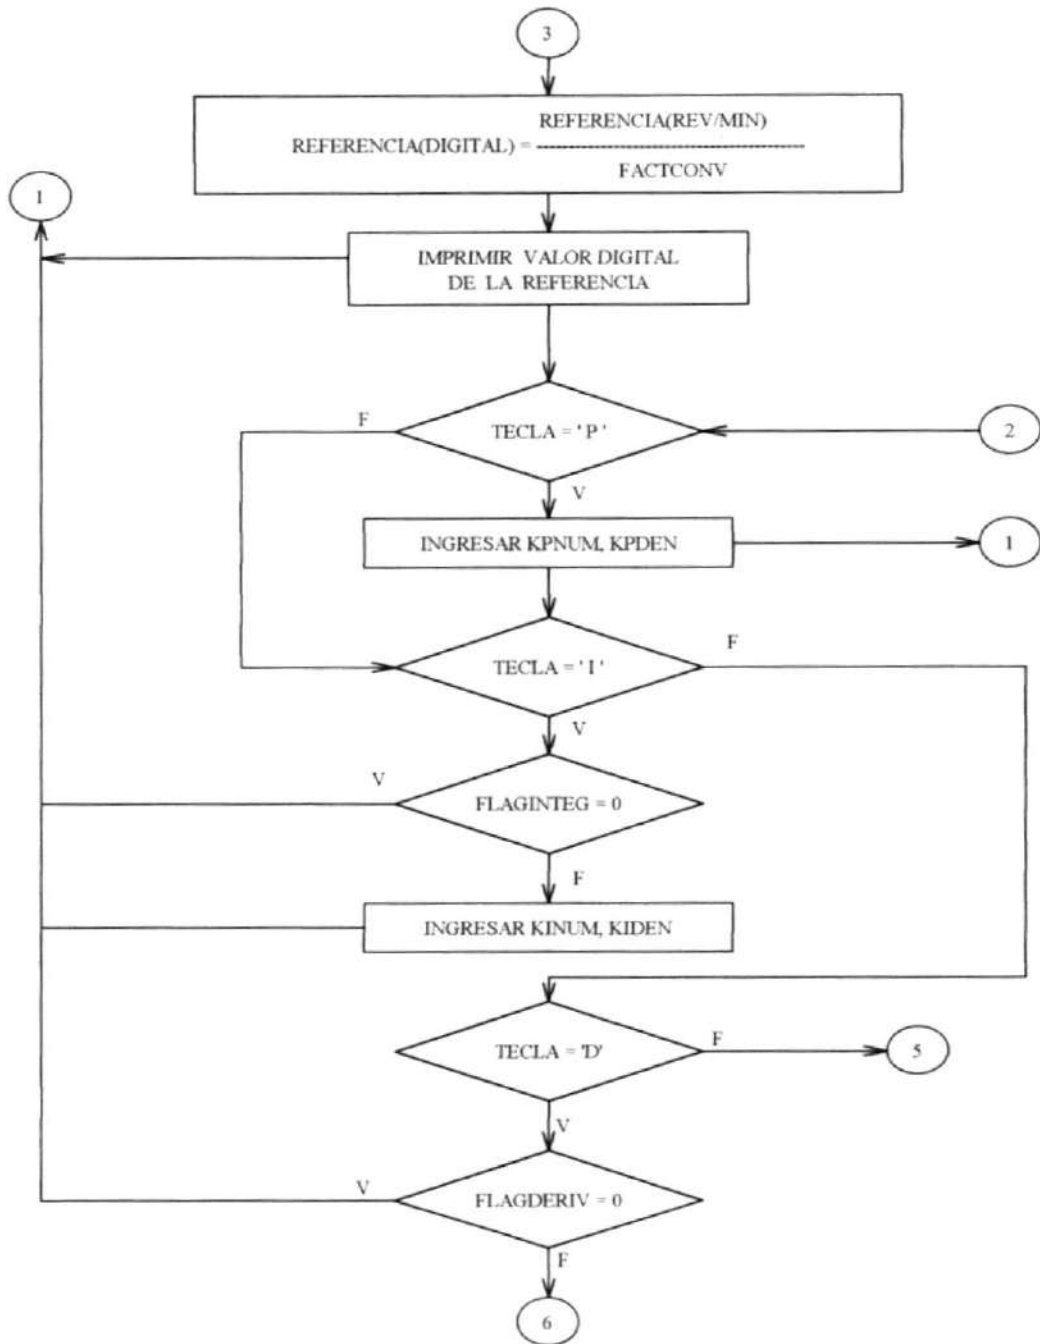 3
REFERENCIA(REV/MIN)
REFERENCIA(DIGITAL) = ------------------------------
FACTCONV
1
IMPRIMIR VALOR DIGITAL
DE LA REFERENCIA
F
TECLA = ' P '
2
V
INGRESAR KPNUM, KPDEN
1
TECLA = ' I '
F
V
V
FLAGINTEG = 0
F
INGRESAR KINUM, KIDEN
TECLA = 'D'
F
5
V
V
FLAGDERIV = 0
F
6